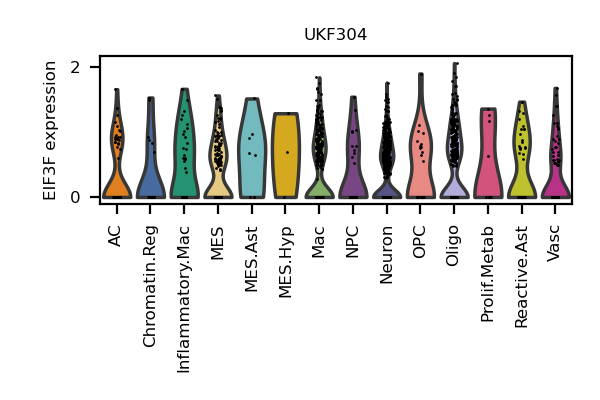 UKF304
EIF3F expression
2
0
AC
Chromatin.Reg
Inflammatory.Mac
MES
MES.Ast
MES.Hyp
Mac
NPC
Neuron
OPC
Oligo
Prolif.Metab
Reactive.Ast
Vasc